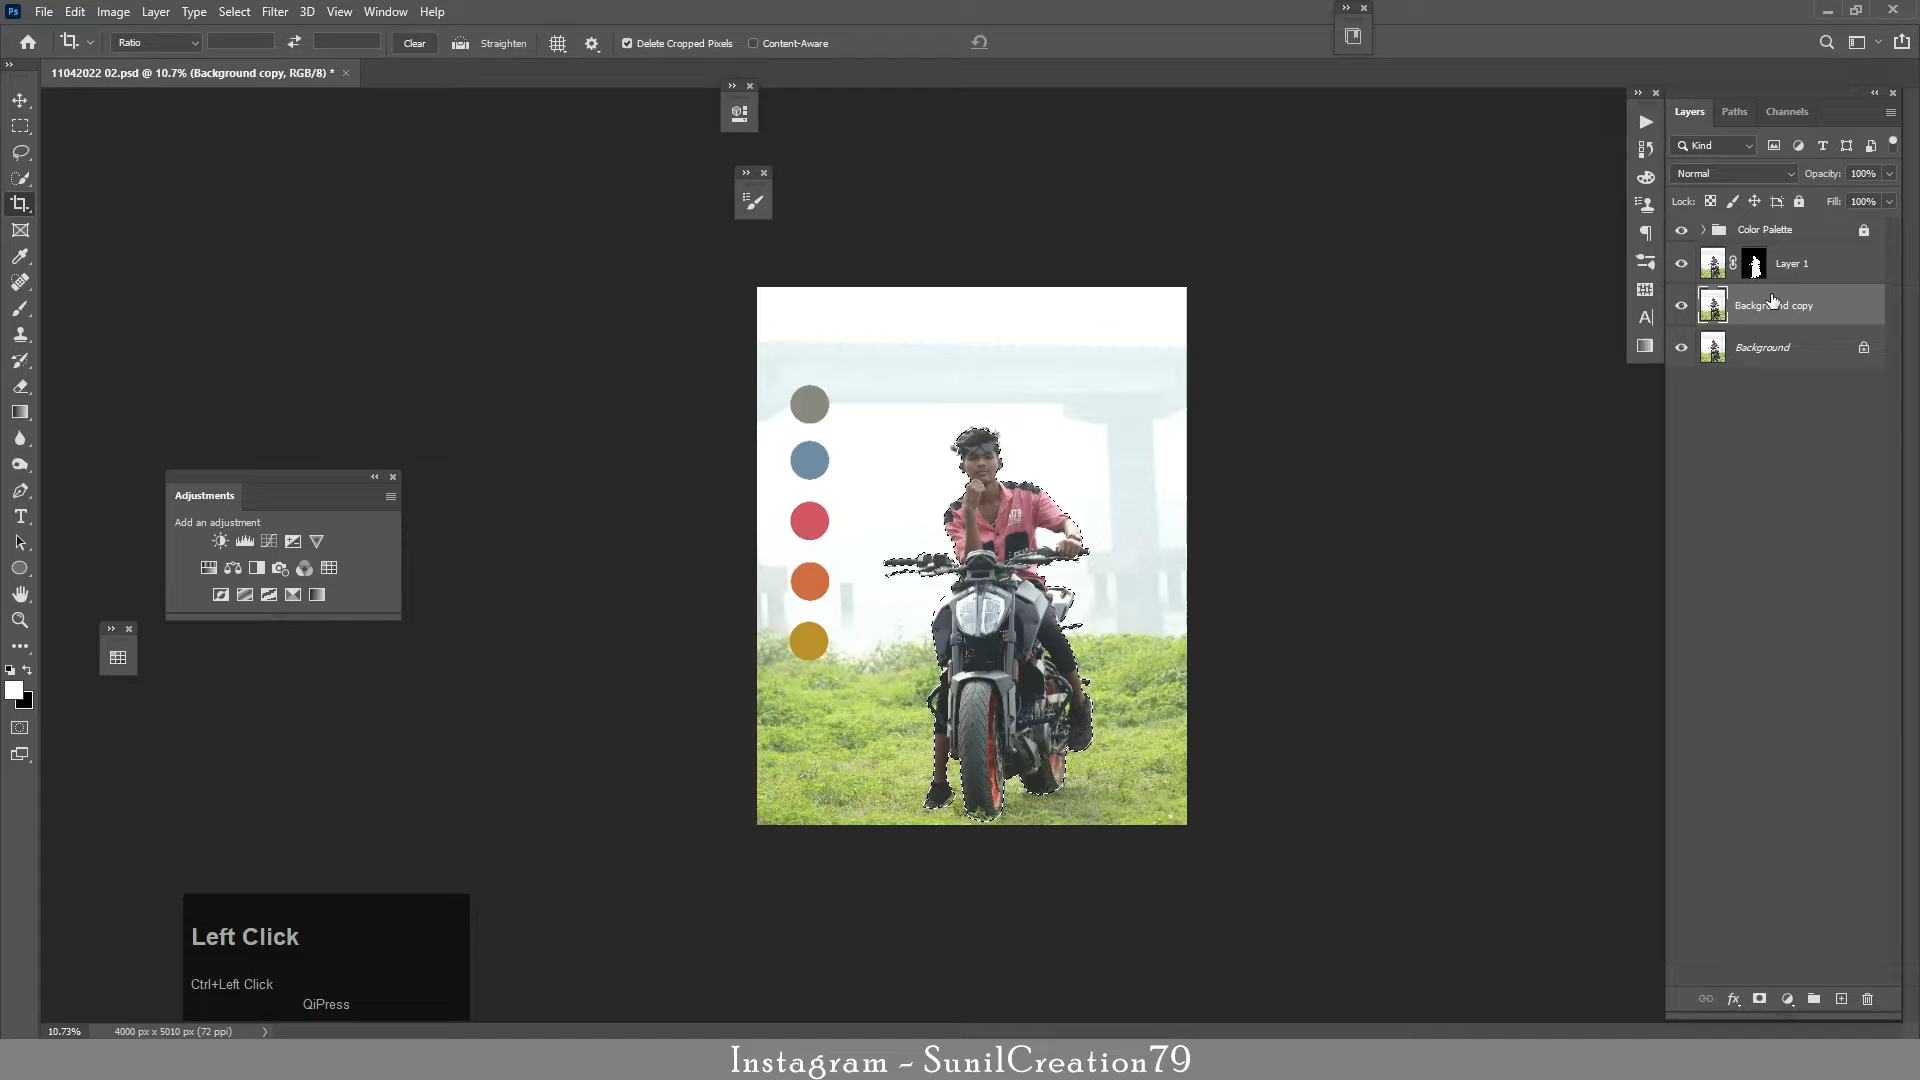 Ps File Edit Image Layer Type Select Filter 3D View Window Help
Ratio Clear Straighten Delete Cropped Pixels Content-Aware
11042022 02.psd @ 10.7% (Background copy, RGB/8) *
Layers Paths Channels
Kind
Normal Opacity: 100%
Lock: Fill: 100%
Color Palette
Layer 1
Background copy
Background
Adjustments
Add an adjustment
Left Click
Ctrl+Left Click
QiPress
10.73% 4000 px x 5010 px (72 ppi)
Instagram - SunilCreation79